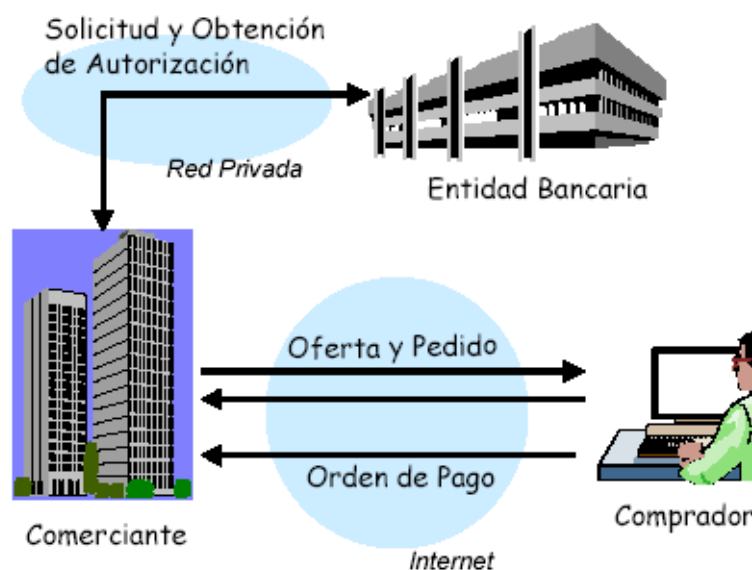 Solicitud y Obtención
de Autorización
Red Privada
Entidad Bancaria
Oferta y Pedido
Orden de Pago
Comprador
Comerciante
Internet